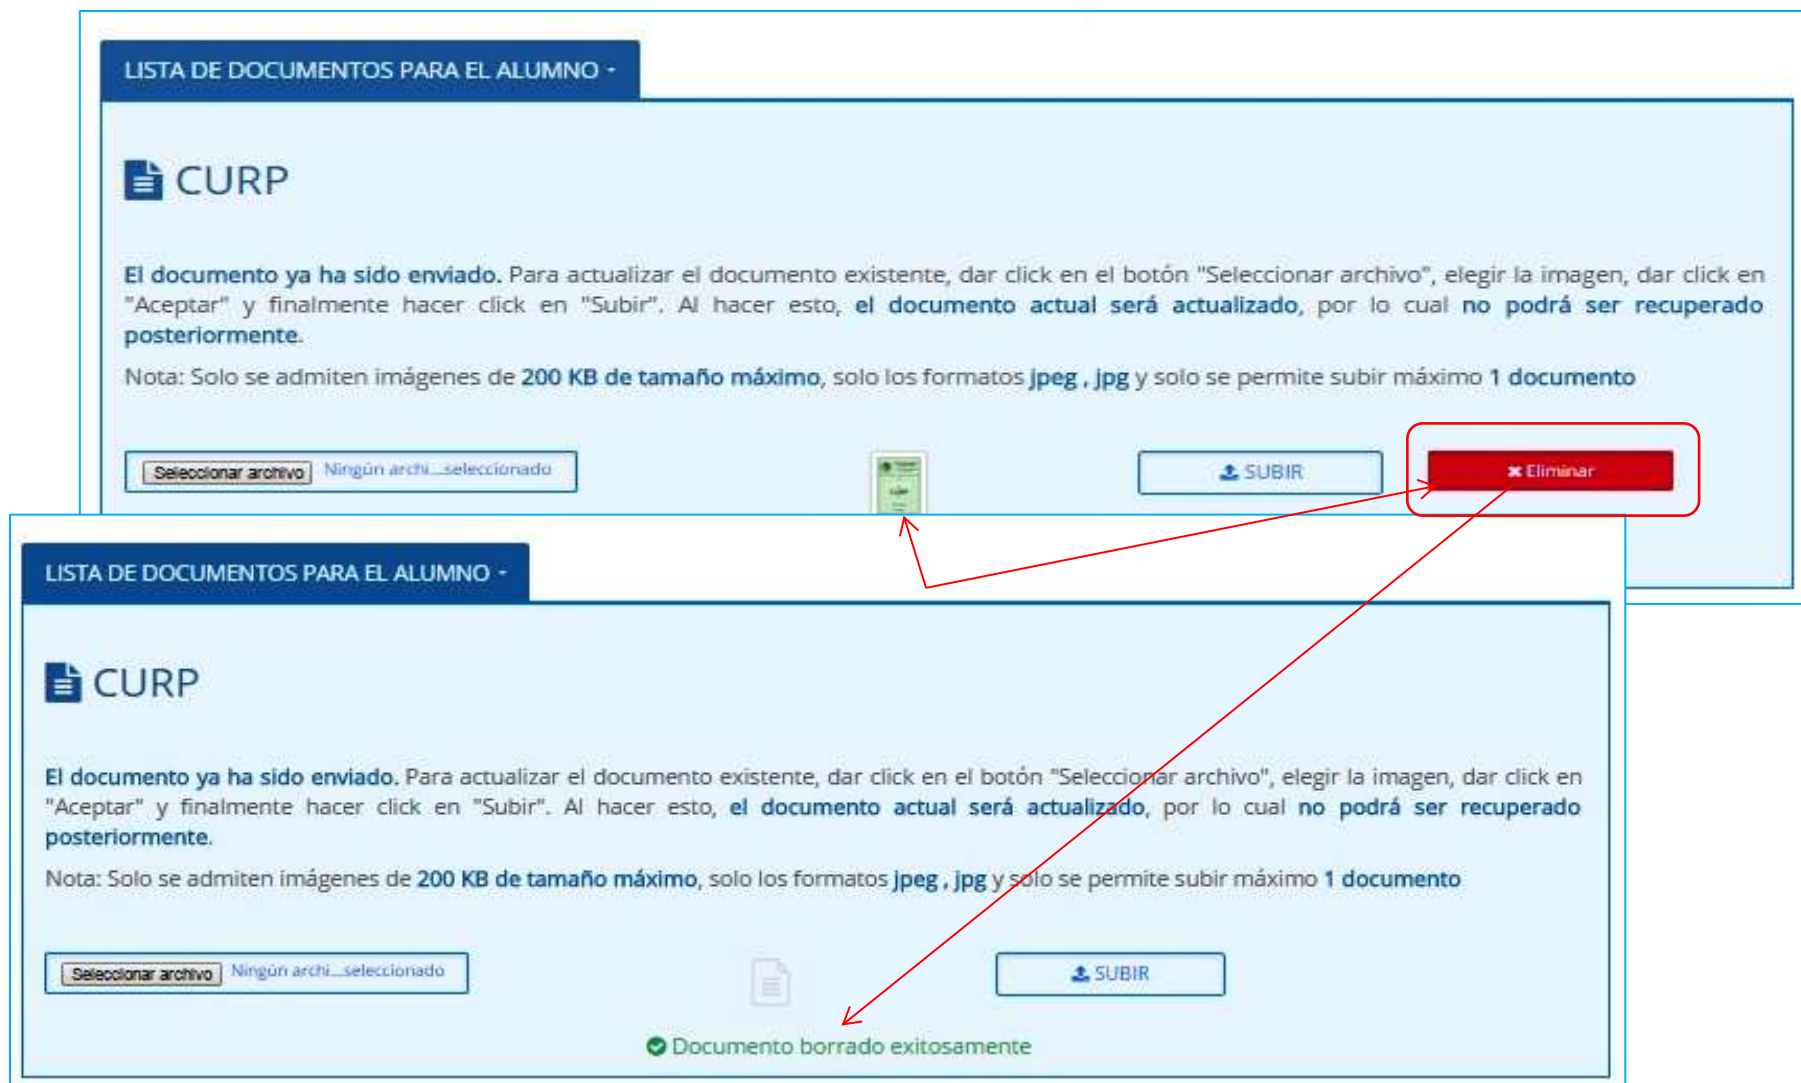 LISTA DE DOCUMENTOS PARA EL ALUMNO -
CURP
El documento ya ha sido enviado. Para actualizar el documento existente, dar click en el botón "Seleccionar archivo", elegir la imagen, dar click en
"Aceptar" y finalmente hacer click en "Subir". Al hacer esto, el documento actual será actualizado, por lo cual no podrá ser recuperado
posteriormente.
Nota: Solo se admiten imágenes de 200 KB de tamaño máximo, solo los formatos jpeg , jpg y solo se permite subir máximo 1 documento
Seleccionar archivo Ningún archi...seleccionado
SUBIR
Eliminar
LISTA DE DOCUMENTOS PARA EL ALUMNO -
CURP
El documento ya ha sido enviado. Para actualizar el documento existente, dar click en el botón "Seleccionar archivo", elegir la imagen, dar click en
"Aceptar" y finalmente hacer click en "Subir". Al hacer esto, el documento actual será actualizado, por lo cual no podrá ser recuperado
posteriormente.
Nota: Solo se admiten imágenes de 200 KB de tamaño máximo, solo los formatos jpeg , jpg y solo se permite subir máximo 1 documento
Seleccionar archivo Ningún archi...seleccionado
SUBIR
Documento borrado exitosamente